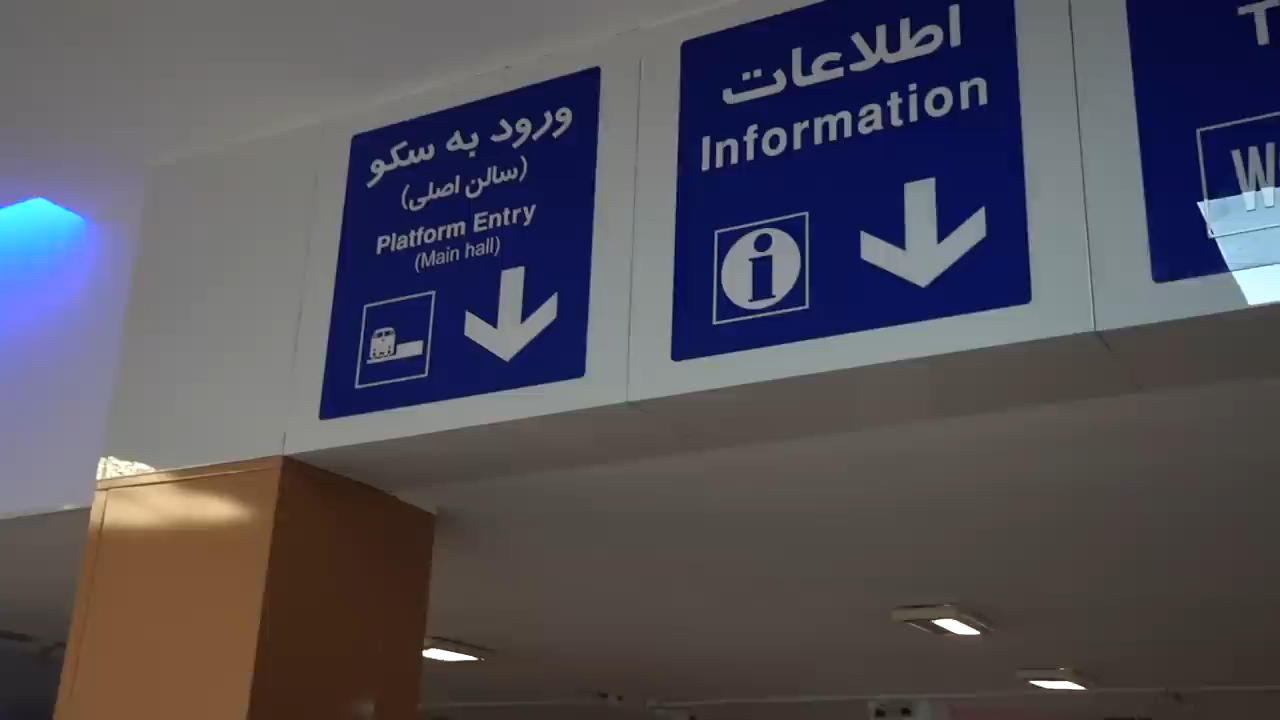 ورود به سکو
(سالن اصلی)
Platform Entry
(Main hall)
اطلاعات
Information
i